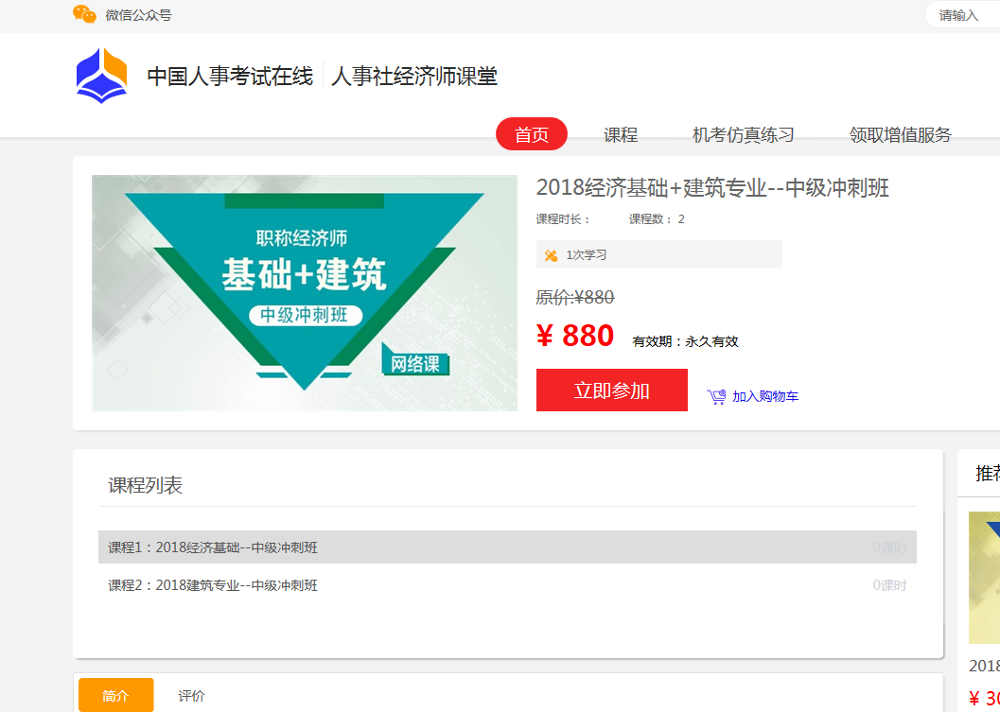 微信公众号
请输入
中国人事考试在线 人事社经济师课堂
首页 课程 机考仿真练习 领取增值服务
职称经济师
基础+建筑
中级冲刺班
网络课
2018经济基础+建筑专业--中级冲刺班
课程时长： 课程数： 2
1次学习
原价:¥880
¥ 880 有效期：永久有效
立即参加 加入购物车
课程列表
课程1：2018经济基础--中级冲刺班 0课时
课程2：2018建筑专业--中级冲刺班 0课时
推荐
2018
¥ 30
简介 评价